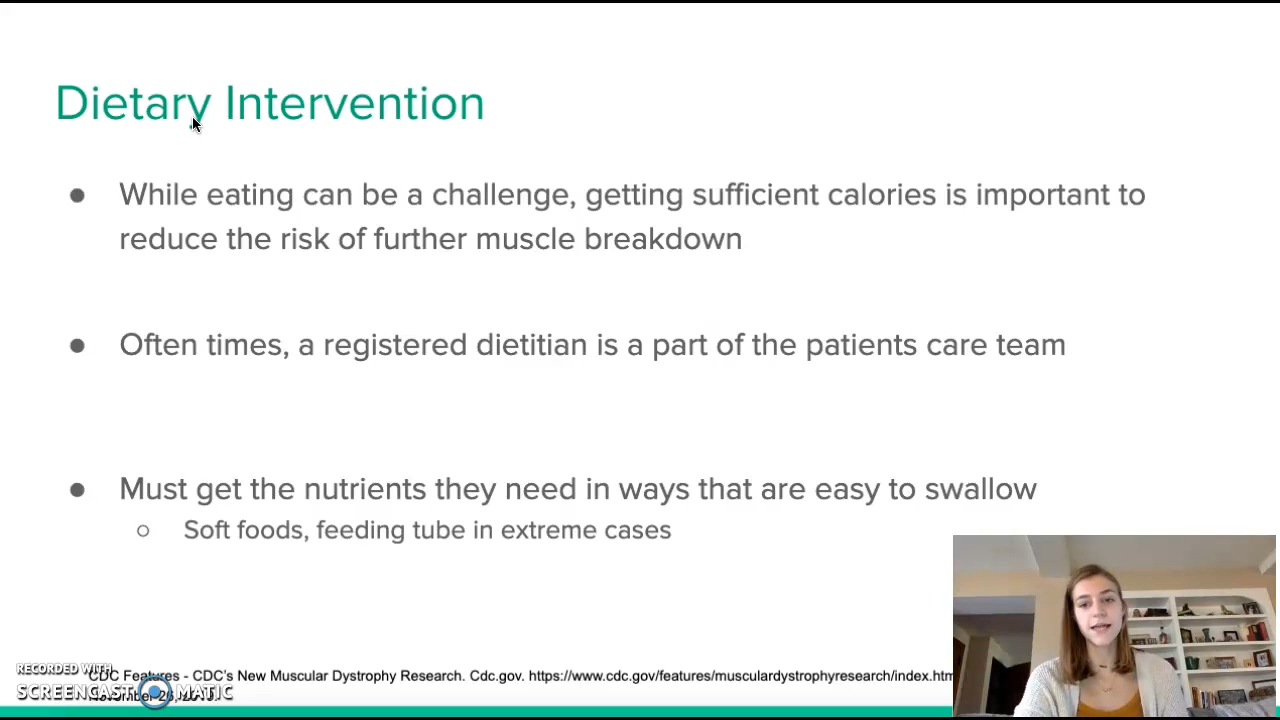 Dietary Intervention
● While eating can be a challenge, getting sufficient calories is important to
reduce the risk of further muscle breakdown
● Often times, a registered dietitian is a part of the patients care team
● Must get the nutrients they need in ways that are easy to swallow
○ Soft foods, feeding tube in extreme cases
RECORDED WITH
CDC Features - CDC's New Muscular Dystrophy Research. Cdc.gov. https://www.cdc.gov/features/musculardystrophyresearch/index.htm
SCREENCAST MATIC
November